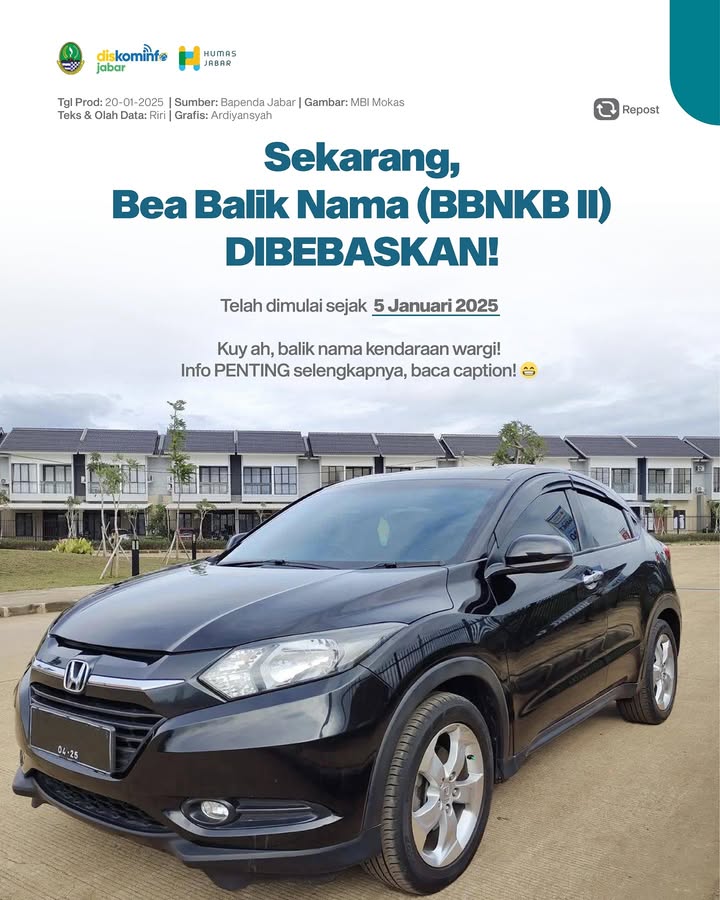 diskominfo
jabar
HUMAS
JABAR
Tgl Prod: 20-01-2025 | Sumber: Bapenda Jabar | Gambar: MBI Mokas
Teks & Olah Data: Riri | Grafis: Ardiyansyah
Repost
Sekarang,
Bea Balik Nama (BBNKB II)
DIBEBASKAN!
Telah dimulai sejak 5 Januari 2025
Kuy ah, balik nama kendaraan wargi!
Info PENTING selengkapnya, baca caption! 😁
04·25